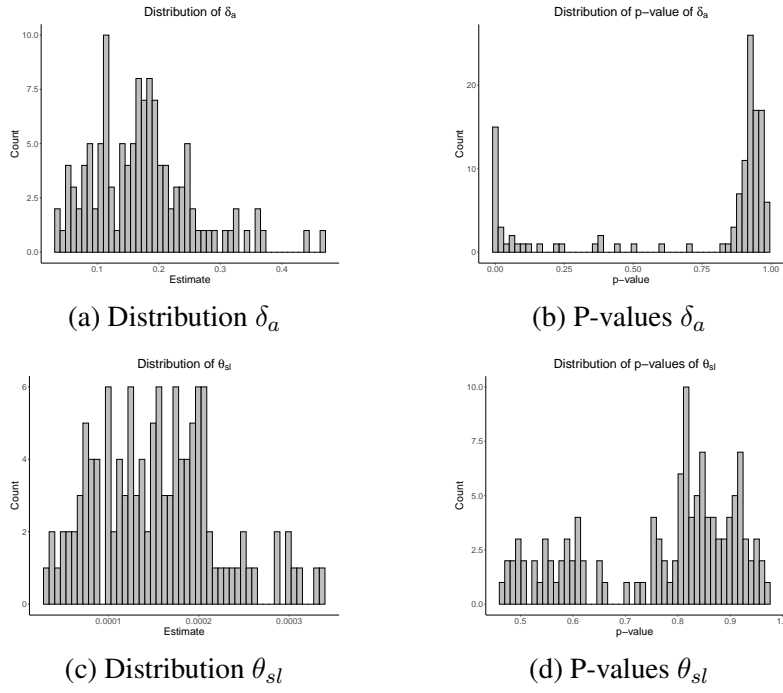 Distribution of δa
10.0
7.5
5.0
2.5
0.0
Count
0.1 0.2 0.3 0.4
Estimate
(a) Distribution δa
Distribution of p−value of δa
20
10
0
Count
0.00 0.25 0.50 0.75 1.00
p−value
(b) P-values δa
Distribution of θsl
6
4
2
0
Count
0.0001 0.0002 0.0003
Estimate
(c) Distribution θsl
Distribution of p−values of θsl
10.0
7.5
5.0
2.5
0.0
Count
0.5 0.6 0.7 0.8 0.9 1.
p−value
(d) P-values θsl